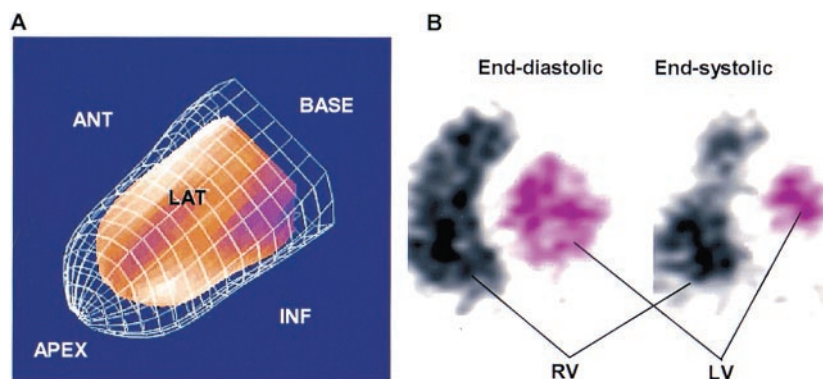 A
ANT
BASE
LAT
INF
APEX
B
End-diastolic End-systolic
RV LV